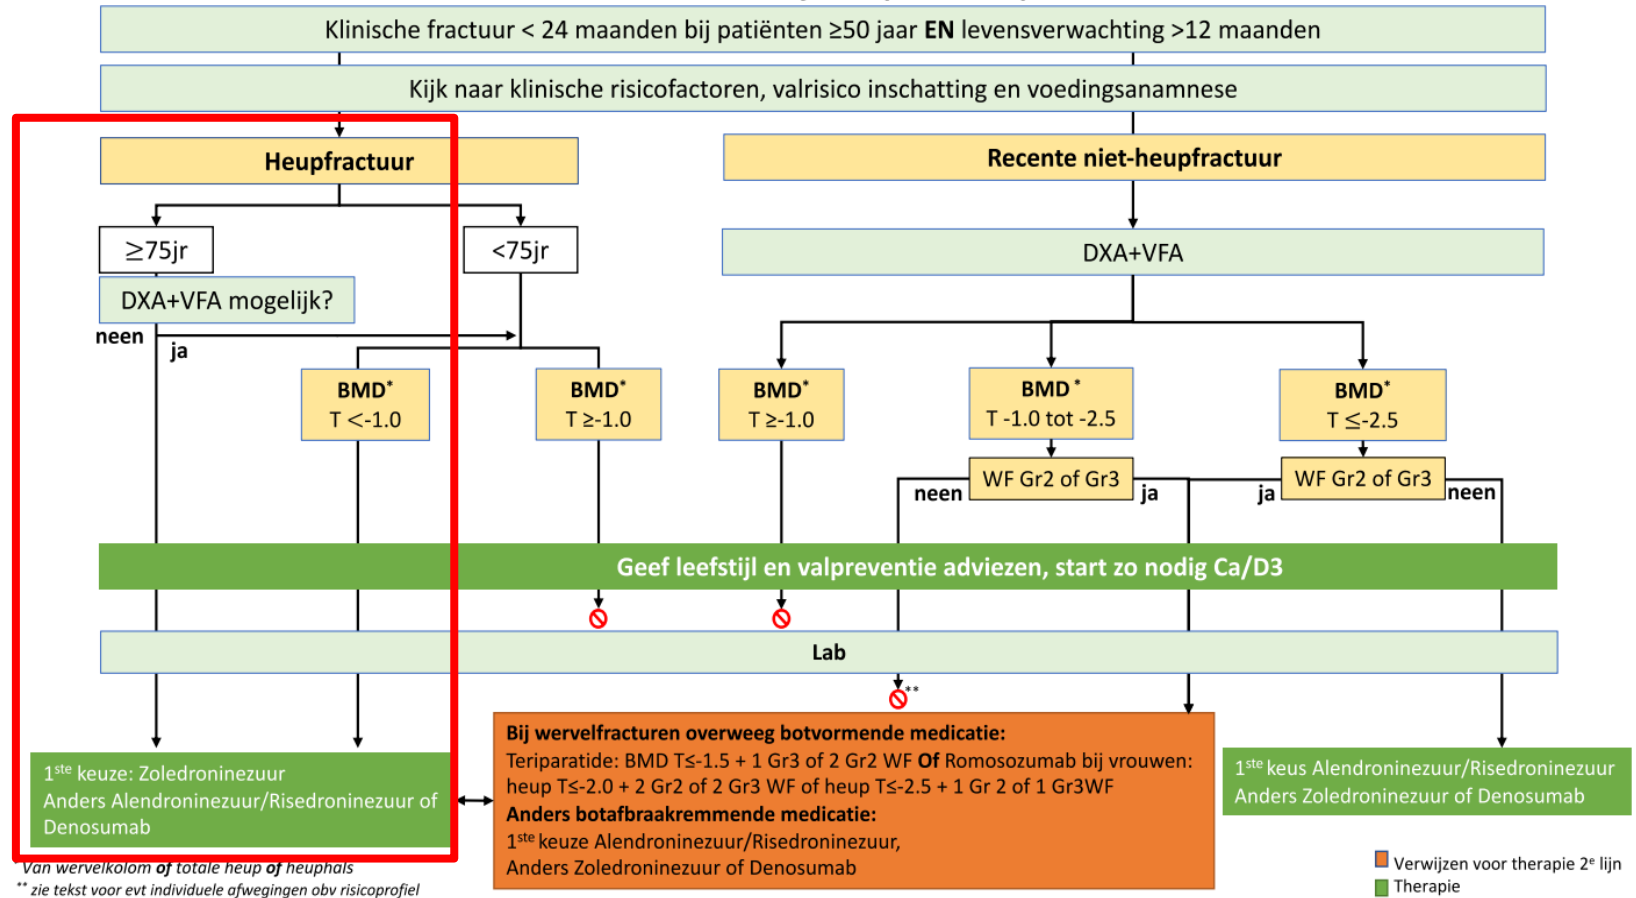 Klinische fractuur < 24 maanden bij patiënten ≥50 jaar EN levensverwachting >12 maanden
Kijk naar klinische risicofactoren, valrisico inschatting en voedingsanamnese
Heupfractuur
Recente niet-heupfractuur
≥75jr
<75jr
DXA+VFA
DXA+VFA mogelijk?
neen
ja
BMD*
T <-1.0
BMD*
T ≥-1.0
BMD*
T ≥-1.0
BMD *
T -1.0 tot -2.5
BMD*
T ≤-2.5
WF Gr2 of Gr3
WF Gr2 of Gr3
neen
ja
ja
neen
Geef leefstijl en valpreventie adviezen, start zo nodig Ca/D3
Lab
**
1ste keuze: Zoledroninezuur
Anders Alendroninezuur/Risedroninezuur of
Denosumab
Bij wervelfracturen overweeg botvormende medicatie:
Teriparatide: BMD T≤-1.5 + 1 Gr3 of 2 Gr2 WF Of Romosozumab bij vrouwen:
heup T≤-2.0 + 2 Gr2 of 2 Gr3 WF of heup T≤-2.5 + 1 Gr 2 of 1 Gr3WF
Anders botafbraakremmende medicatie:
1ste keuze Alendroninezuur/Risedroninezuur,
Anders Zoledroninezuur of Denosumab
1ste keus Alendroninezuur/Risedroninezuur
Anders Zoledroninezuur of Denosumab
Van wervelkolom of totale heup of heuphals
** zie tekst voor evt individuele afwegingen obv risicoprofiel
Verwijzen voor therapie 2e lijn
Therapie